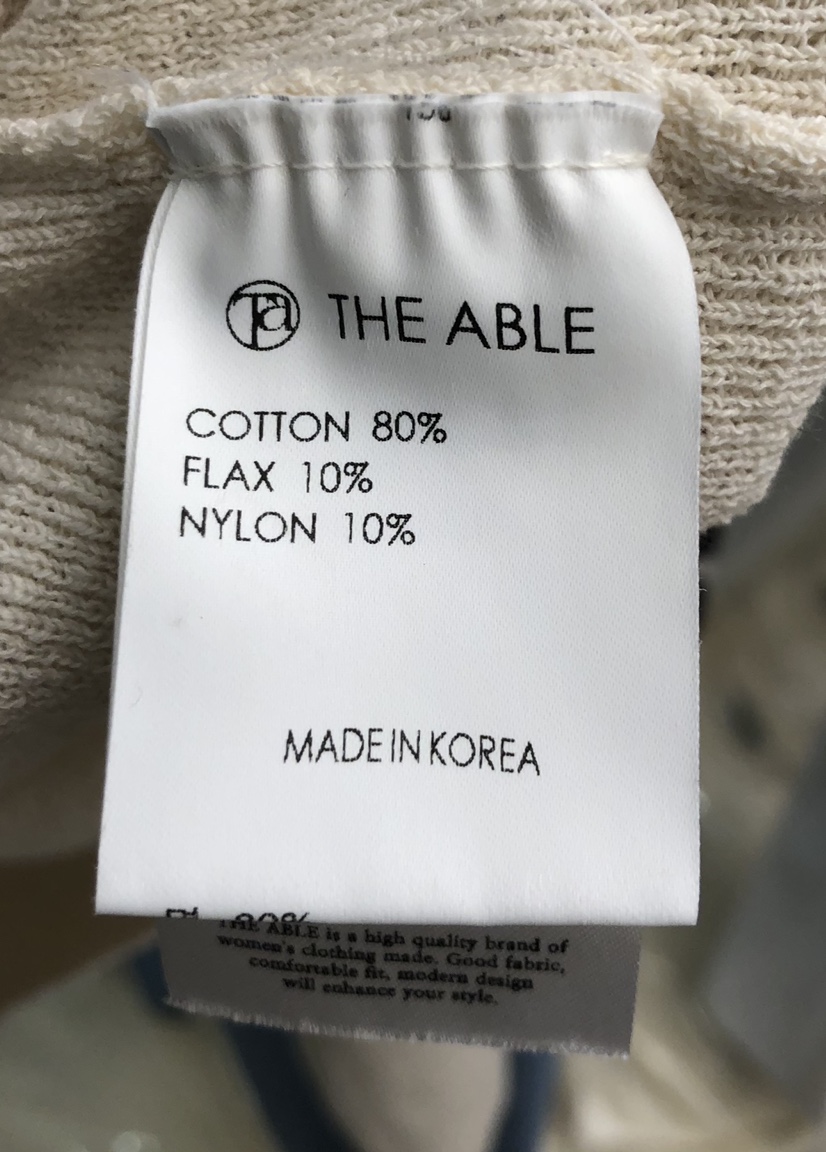 Ta THE ABLE
COTTON 80%
FLAX 10%
NYLON 10%
MADE IN KOREA
THE ABLE is a high quality brand of
women's clothing made. Good fabric,
comfortable fit, modern design
will enhance your style.